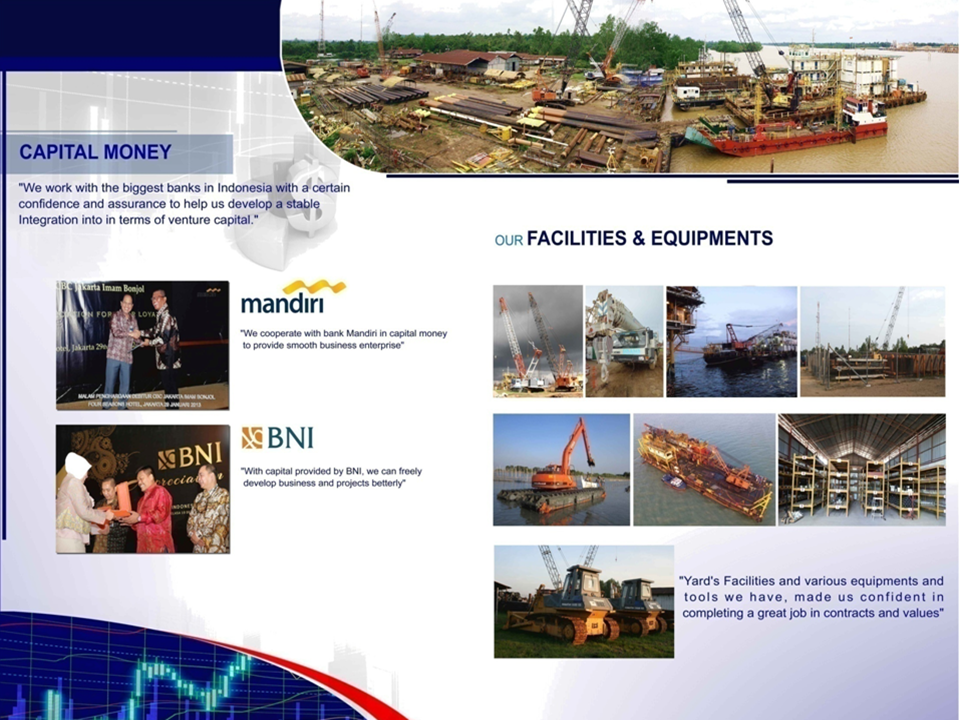 CAPITAL MONEY
"We work with the biggest banks in Indonesia with a certain
confidence and assurance to help us develop a stable
Integration into in terms of venture capital."
Jakarta Imam Bonjol
MALAM PENGHARGAAN DEBITUR CBC JAKARTA IMAM BONJOL
FOUR SEASONS HOTEL, JAKARTA 29 JANUARI 2013
mandiri
"We cooperate with bank Mandiri in capital money
to provide smooth business enterprise"
BNI
BNI
"With capital provided by BNI, we can freely
develop business and projects betterly"
OUR FACILITIES & EQUIPMENTS
"Yard's Facilities and various equipments and
tools we have, made us confident in
completing a great job in contracts and values"